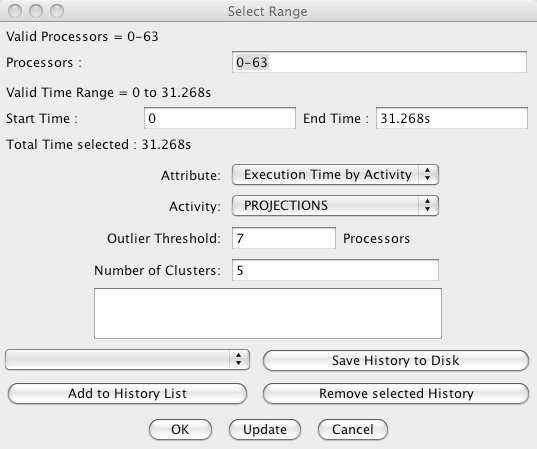 Select Range
Valid Processors = 0-63
Processors : 0-63
Valid Time Range = 0 to 31.268s
Start Time : 0 End Time : 31.268s
Total Time selected : 31.268s
Attribute: Execution Time by Activity
Activity: PROJECTIONS
Outlier Threshold: 7 Processors
Number of Clusters: 5
Save History to Disk
Add to History List Remove selected History
OK Update Cancel